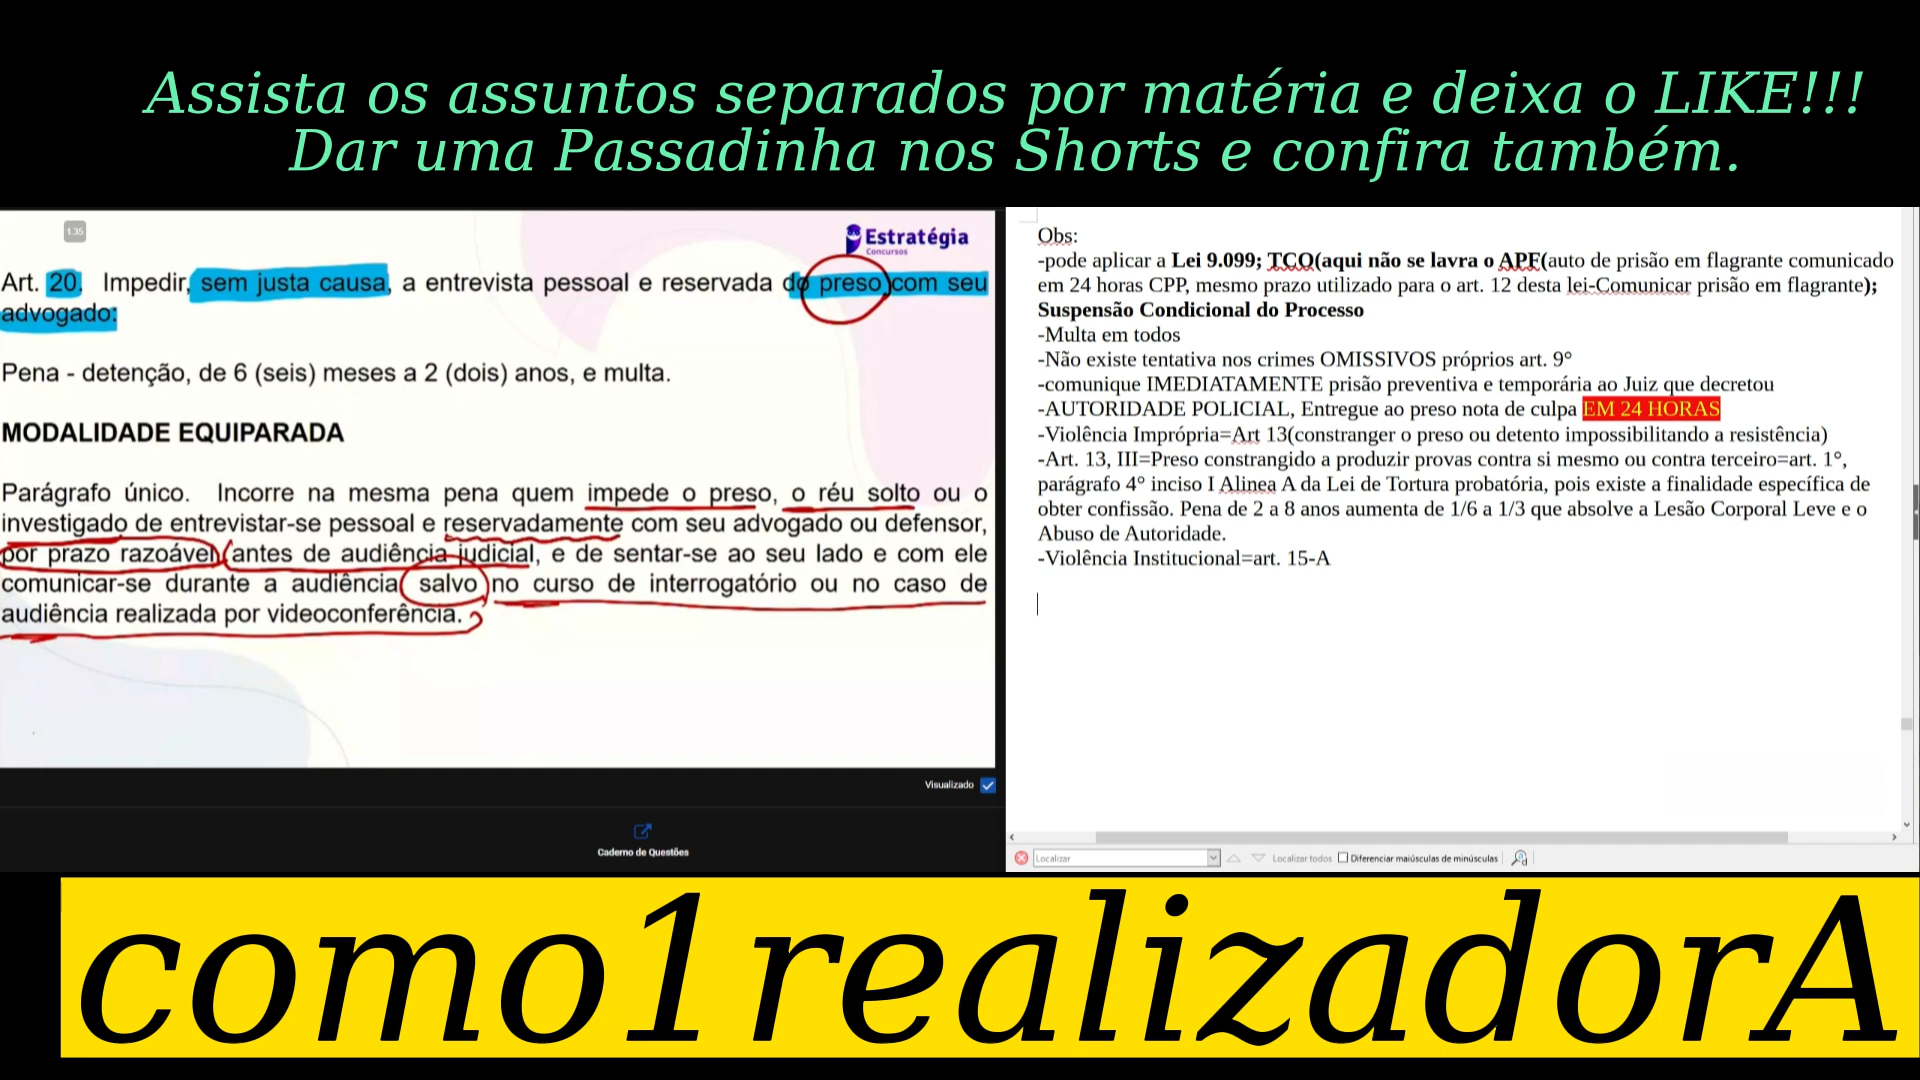 Assista os assuntos separados por matéria e deixa o LIKE!!!
Dar uma Passadinha nos Shorts e confira também.
1.35
Estratégia
Concursos
Art. 20. Impedir, sem justa causa, a entrevista pessoal e reservada do preso com seu
advogado:
Pena - detenção, de 6 (seis) meses a 2 (dois) anos, e multa.
MODALIDADE EQUIPARADA
Parágrafo único. Incorre na mesma pena quem impede o preso, o réu solto ou o
investigado de entrevistar-se pessoal e reservadamente com seu advogado ou defensor,
por prazo razoável, antes de audiência judicial, e de sentar-se ao seu lado e com ele
comunicar-se durante a audiência, salvo no curso de interrogatório ou no caso de
audiência realizada por videoconferência.
Visualizado
Caderno de Questões
Obs:
-pode aplicar a Lei 9.099; TCO(aqui não se lavra o APF(auto de prisão em flagrante comunicado
em 24 horas CPP, mesmo prazo utilizado para o art. 12 desta lei-Comunicar prisão em flagrante);
Suspensão Condicional do Processo
-Multa em todos
-Não existe tentativa nos crimes OMISSIVOS próprios art. 9°
-comunique IMEDIATAMENTE prisão preventiva e temporária ao Juiz que decretou
-AUTORIDADE POLICIAL, Entregue ao preso nota de culpa EM 24 HORAS
-Violência Imprópria=Art 13(constranger o preso ou detento impossibilitando a resistência)
-Art. 13, III=Preso constrangido a produzir provas contra si mesmo ou contra terceiro=art. 1°,
parágrafo 4° inciso I Alinea A da Lei de Tortura probatória, pois existe a finalidade específica de
obter confissão. Pena de 2 a 8 anos aumenta de 1/6 a 1/3 que absolve a Lesão Corporal Leve e o
Abuso de Autoridade.
-Violência Institucional=art. 15-A
Localizar
Localizar todos
Diferenciar maiúsculas de minúsculas
como1realizadorA